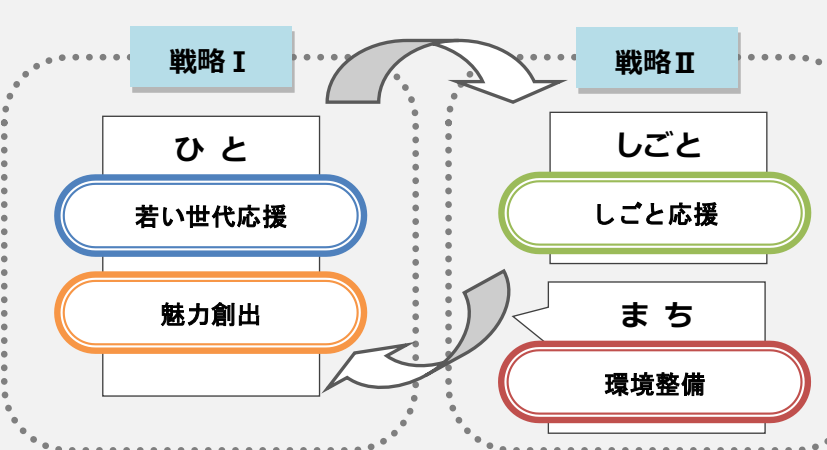 戦略Ⅰ
ひ と
若い世代応援
魅力創出
戦略Ⅱ
しごと
しごと応援
ま ち
環境整備